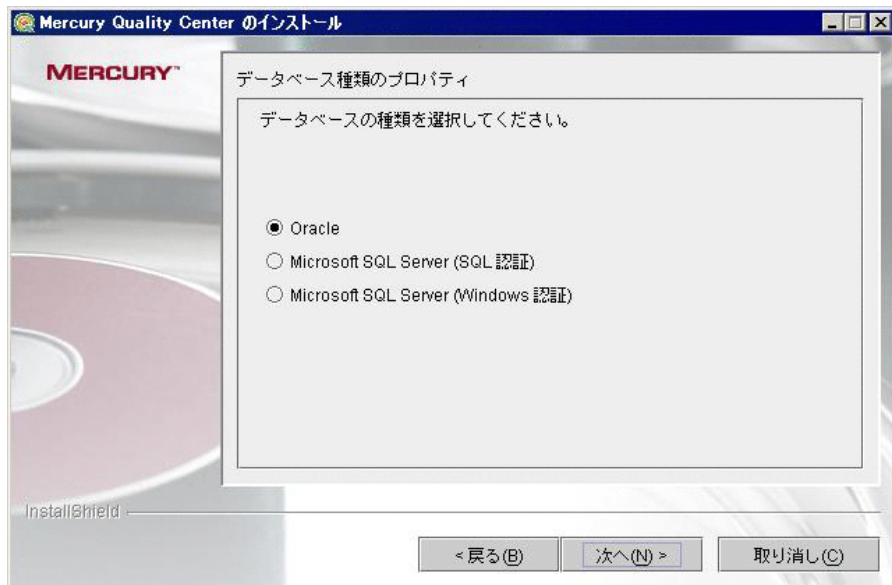 Mercury Quality Center のインストール
MERCURY™
データベース種類のプロパティ
データベースの種類を選択してください。
Oracle
Microsoft SQL Server (SQL 認証)
Microsoft SQL Server (Windows 認証)
InstallShield
< 戻る(B)
次へ(N) >
取り消し(C)